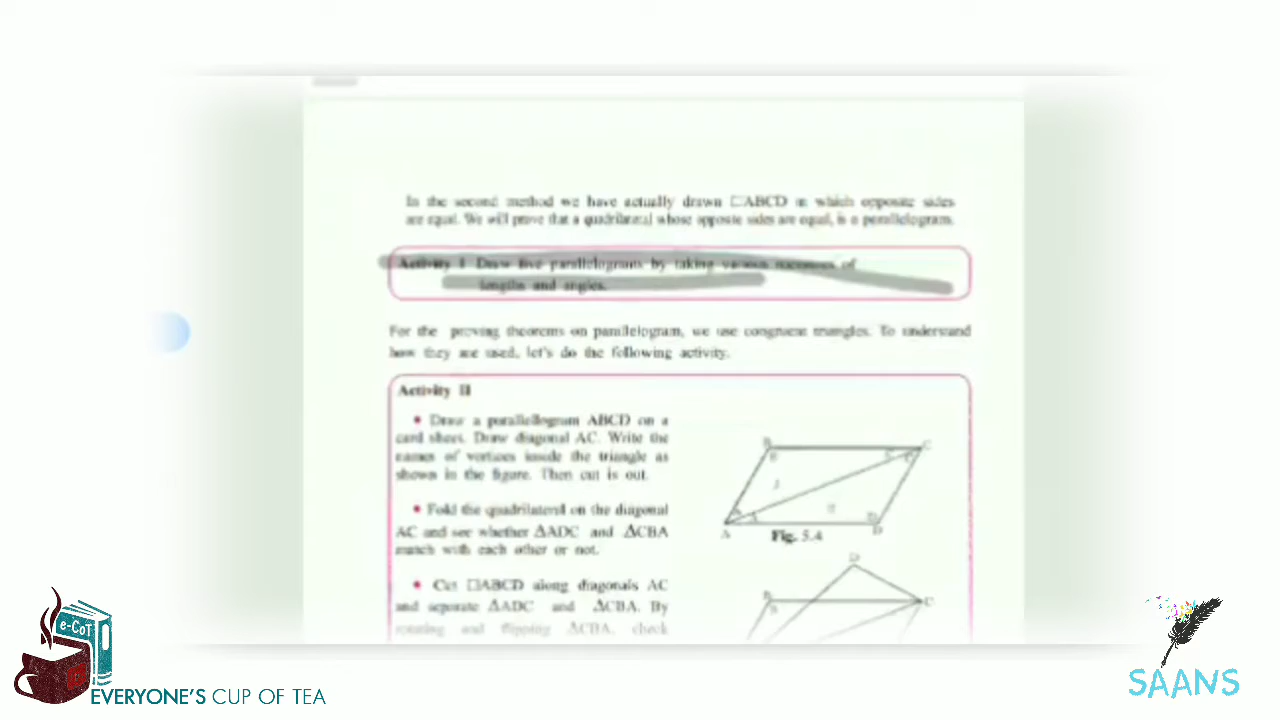 In the second method we have actually drawn □ABCD in which opposite sides
are equal. We will prove that a quadrilateral whose opposite sides are equal, is a parallelogram.
Activity I Draw five parallelograms by taking various measures of
lengths and angles.
For the proving theorems on parallelogram, we use congruent triangles. To understand
how they are used, let's do the following activity.
Activity II
• Draw a parallelogram ABCD on a
card sheet. Draw diagonal AC. Write the
names of vertices inside the triangle as
shown in the figure. Then cut is out.
• Fold the quadrilateral on the diagonal
AC and see whether ΔADC and ΔCBA
match with each other or not.
• Cut □ABCD along diagonals AC
and separate ΔADC and ΔCBA. By
rotating and flipping ΔCBA, check
B
C
B
C
A
A
D
A
D
Fig. 5.4
D
B
C
e-CoT
EVERYONE'S CUP OF TEA
SAANS